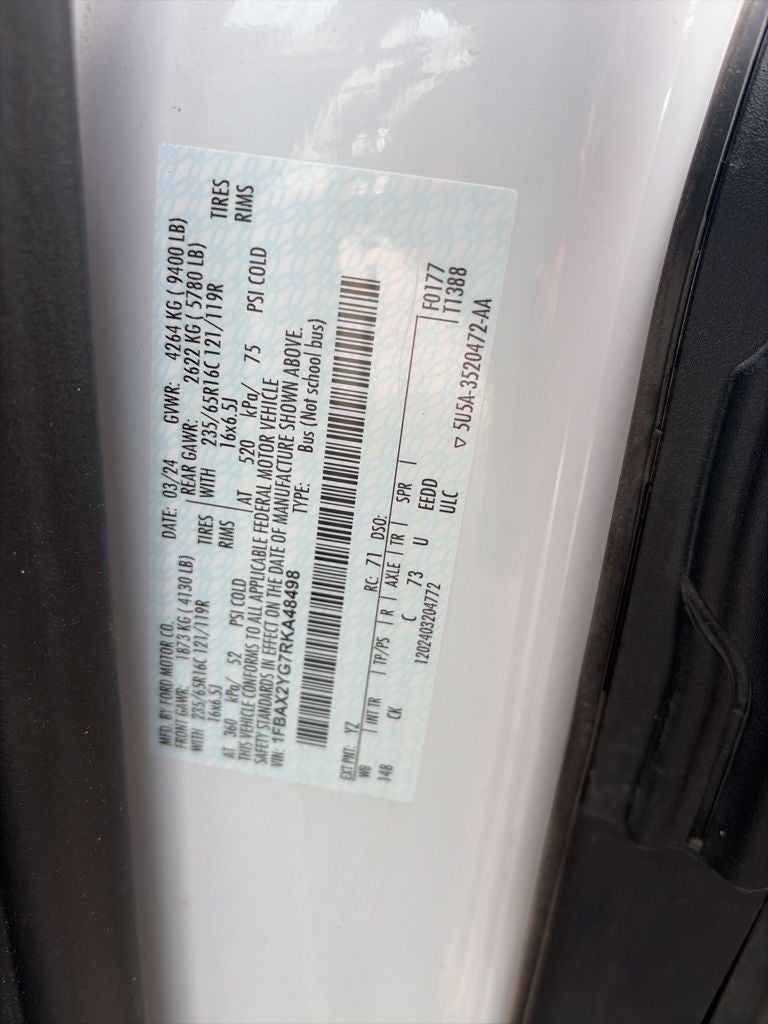 MFD. BY FORD MOTOR CO.
DATE: 03/24 GVWR: 4264 KG ( 9400 LB)
FRONT GAWR: 1873 KG ( 4130 LB) REAR GAWR: 2622 KG ( 5780 LB)
WITH 235/65R16C 121/119R TIRES WITH 235/65R16C 121/119R TIRES
16x6.5J RIMS 16x6.5J RIMS
AT 360 kPa/ 52 PSI COLD AT 520 kPa/ 75 PSI COLD
THIS VEHICLE CONFORMS TO ALL APPLICABLE FEDERAL MOTOR VEHICLE
SAFETY STANDARDS IN EFFECT ON THE DATE OF MANUFACTURE SHOWN ABOVE.
VIN: 1FBAX2YG7RKA48498 TYPE: Bus (Not school bus)
EXT PNT: YZ RC: 71 DSO:
WB INT TR TP/PS R AXLE TR SPR F0177
148 CK C 73 U EEDD TT1388
1202403204772 ULC
▽ 5U5A-3520472-AA